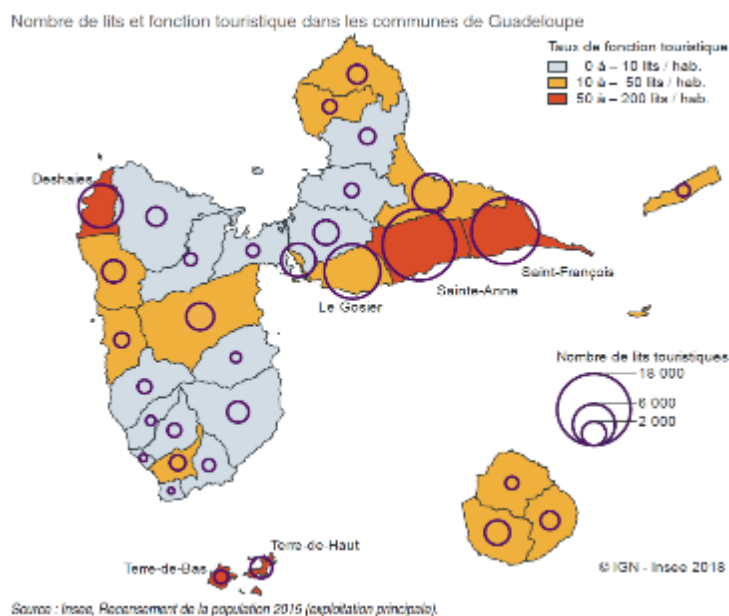 Nombre de lits et fonction touristique dans les communes de Guadeloupe
Taux de fonction touristique
0 à – 10 lits / hab.
10 à – 50 lits / hab.
50 à – 200 lits / hab.
Deshaies
Saint-François
Sainte-Anne
Le Gosier
Nombre de lits touristiques
18 000
6 000
2 000
Terre-de-Haut
Terre-de-Bas
© IGN - Insee 2018
Source : Insee, Recensement de la population 2015 (exploitation principale).